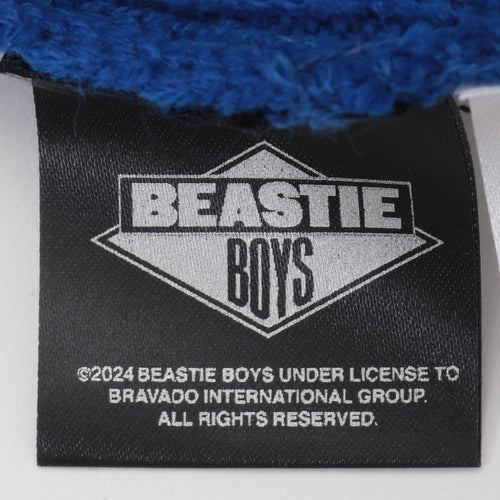 BEASTIE
BOYS
©2024 BEASTIE BOYS UNDER LICENSE TO
BRAVADO INTERNATIONAL GROUP.
ALL RIGHTS RESERVED.